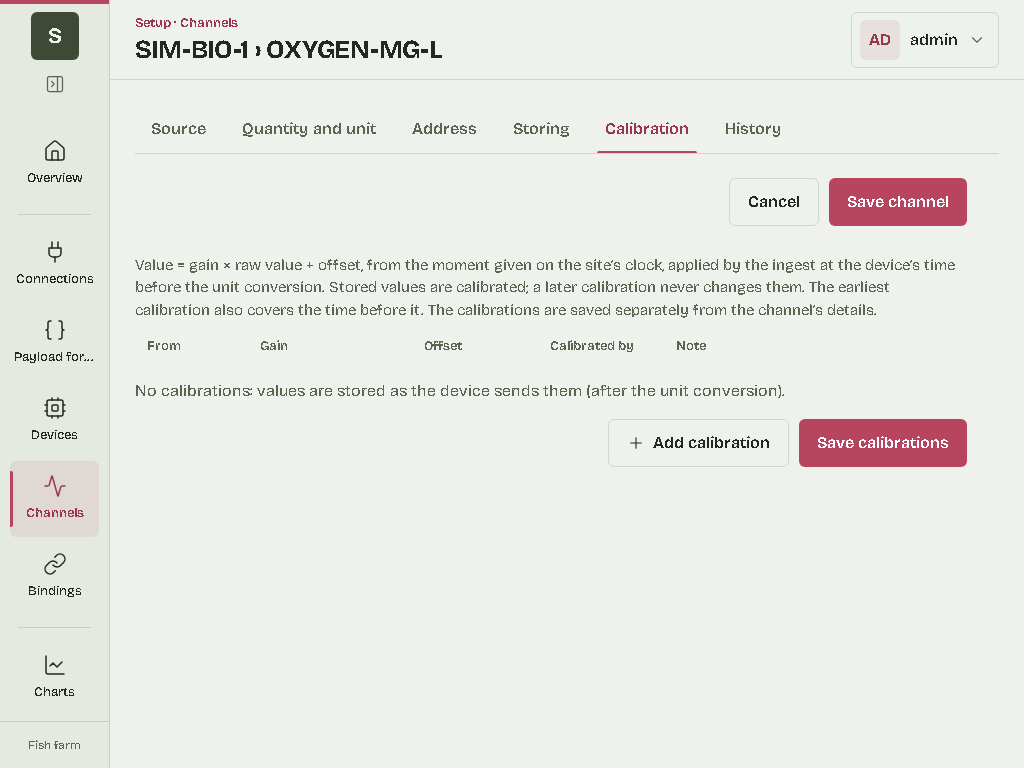 S
Setup · Channels
SIM-BIO-1 › OXYGEN-MG-L
AD
admin
Overview
Connections
Payload for...
Devices
Channels
Bindings
Charts
Fish farm
Source
Quantity and unit
Address
Storing
Calibration
History
Cancel
Save channel
Value = gain × raw value + offset, from the moment given on the site's clock, applied by the ingest at the device's time
before the unit conversion. Stored values are calibrated; a later calibration never changes them. The earliest
calibration also covers the time before it. The calibrations are saved separately from the channel's details.
From
Gain
Offset
Calibrated by
Note
No calibrations: values are stored as the device sends them (after the unit conversion).
Add calibration
Save calibrations